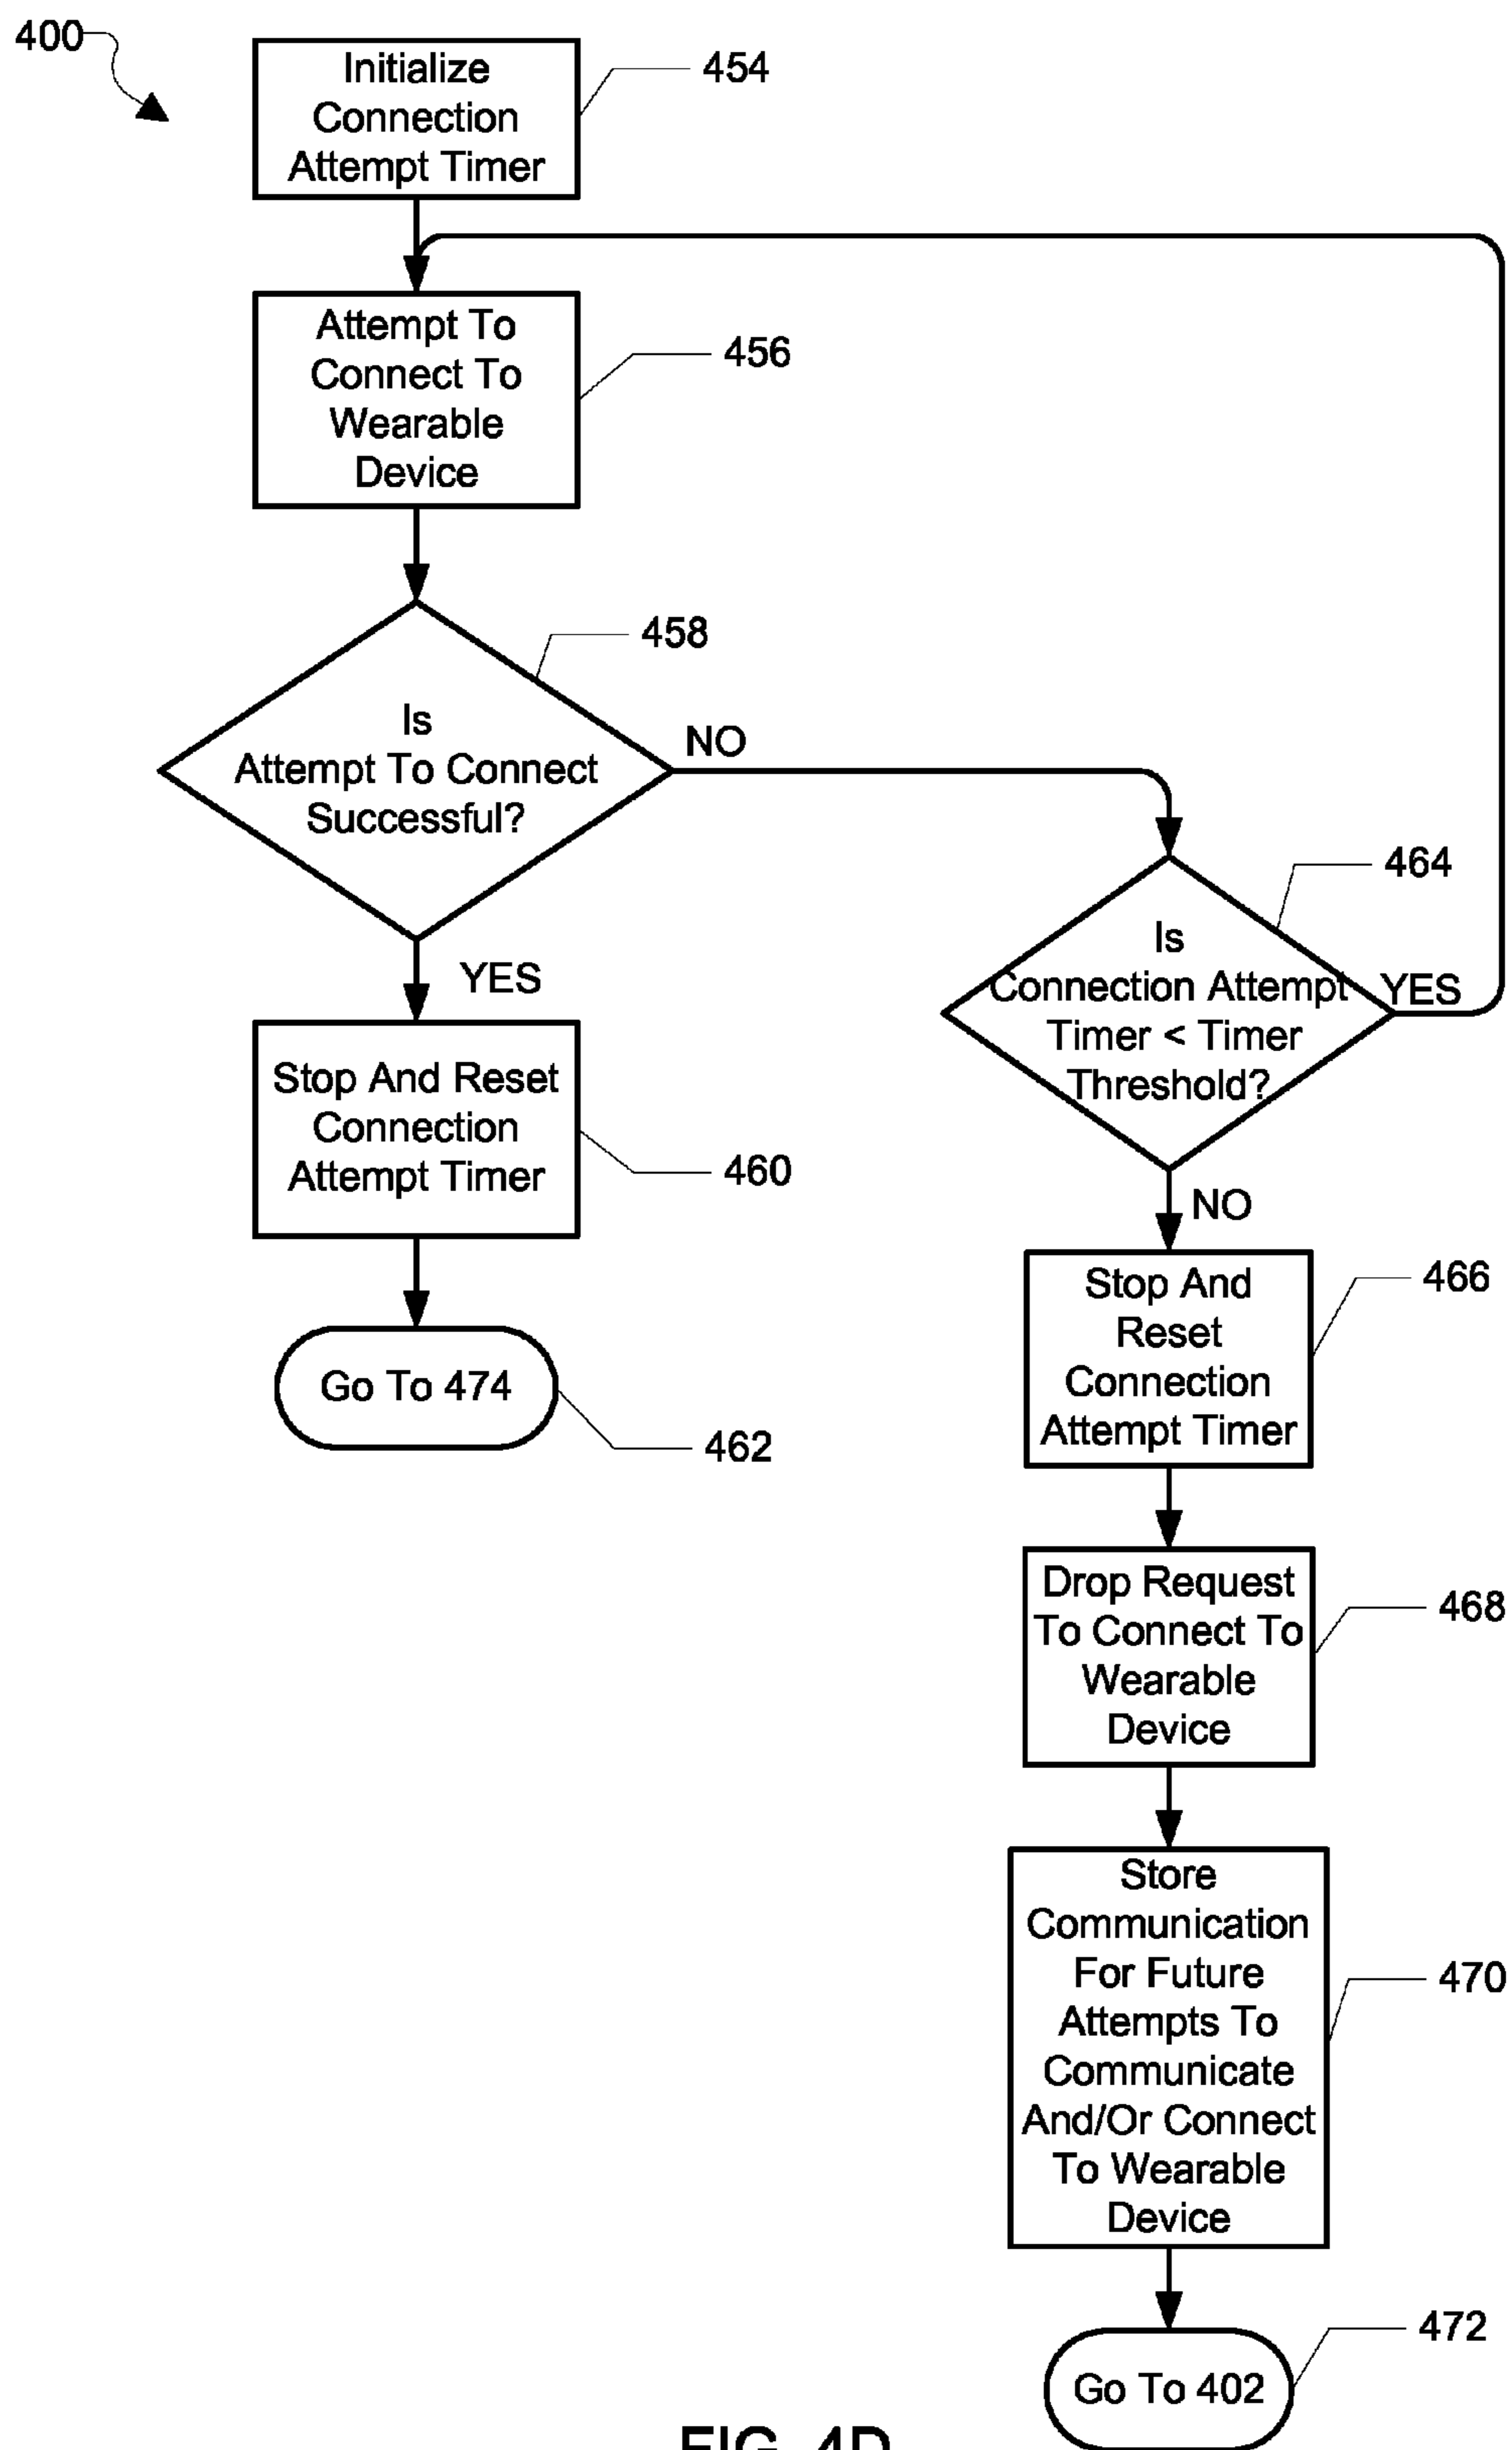 400
Initialize
Connection
Attempt Timer
454
Attempt To
Connect To
Wearable
Device
456
Is
Attempt To Connect
Successful?
458
NO
YES
Stop And Reset
Connection
Attempt Timer
460
Go To 474
462
Is
Connection Attempt
Timer < Timer
Threshold?
464
YES
NO
Stop And
Reset
Connection
Attempt Timer
466
Drop Request
To Connect To
Wearable
Device
468
Store
Communication
For Future
Attempts To
Communicate
And/Or Connect
To Wearable
Device
470
Go To 402
472
FIG. 4D